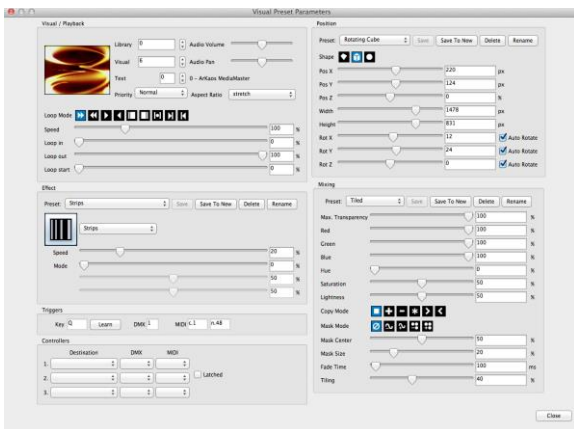 Visual Preset Parameters
Visual / Playback
Library 0 Audio Volume
Visual 6 Audio Pan
Text 0 0 - ArKaos MediaMaster
Priority Normal Aspect Ratio stretch
Loop Mode
Speed 100 %
Loop in 0 %
Loop out 100 %
Loop start 0 %
Effect
Preset: Strips Save Save To New Delete Rename
Strips
Speed 20 %
Mode 0 %
50 %
50 %
Triggers
Key Q Learn DMX 1 MIDI c.1 n.48
Controllers
Destination DMX MIDI
1.
2. Latched
3.
Position
Preset: Rotating Cube Save Save To New Delete Rename
Shape
Pos X 220 px
Pos Y 124 px
Pos Z 0 %
Width 1478 px
Height 831 px
Rot X 12 Auto Rotate
Rot Y 24 Auto Rotate
Rot Z 0 Auto Rotate
Mixing
Preset: Tiled Save Save To New Delete Rename
Max. Transparency 100 %
Red 100 %
Green 100 %
Blue 100 %
Hue 0 %
Saturation 50 %
Lightness 50 %
Copy Mode
Mask Mode
Mask Center 50 %
Mask Size 20 %
Fade Time 100 ms
Tiling 40 %
Close